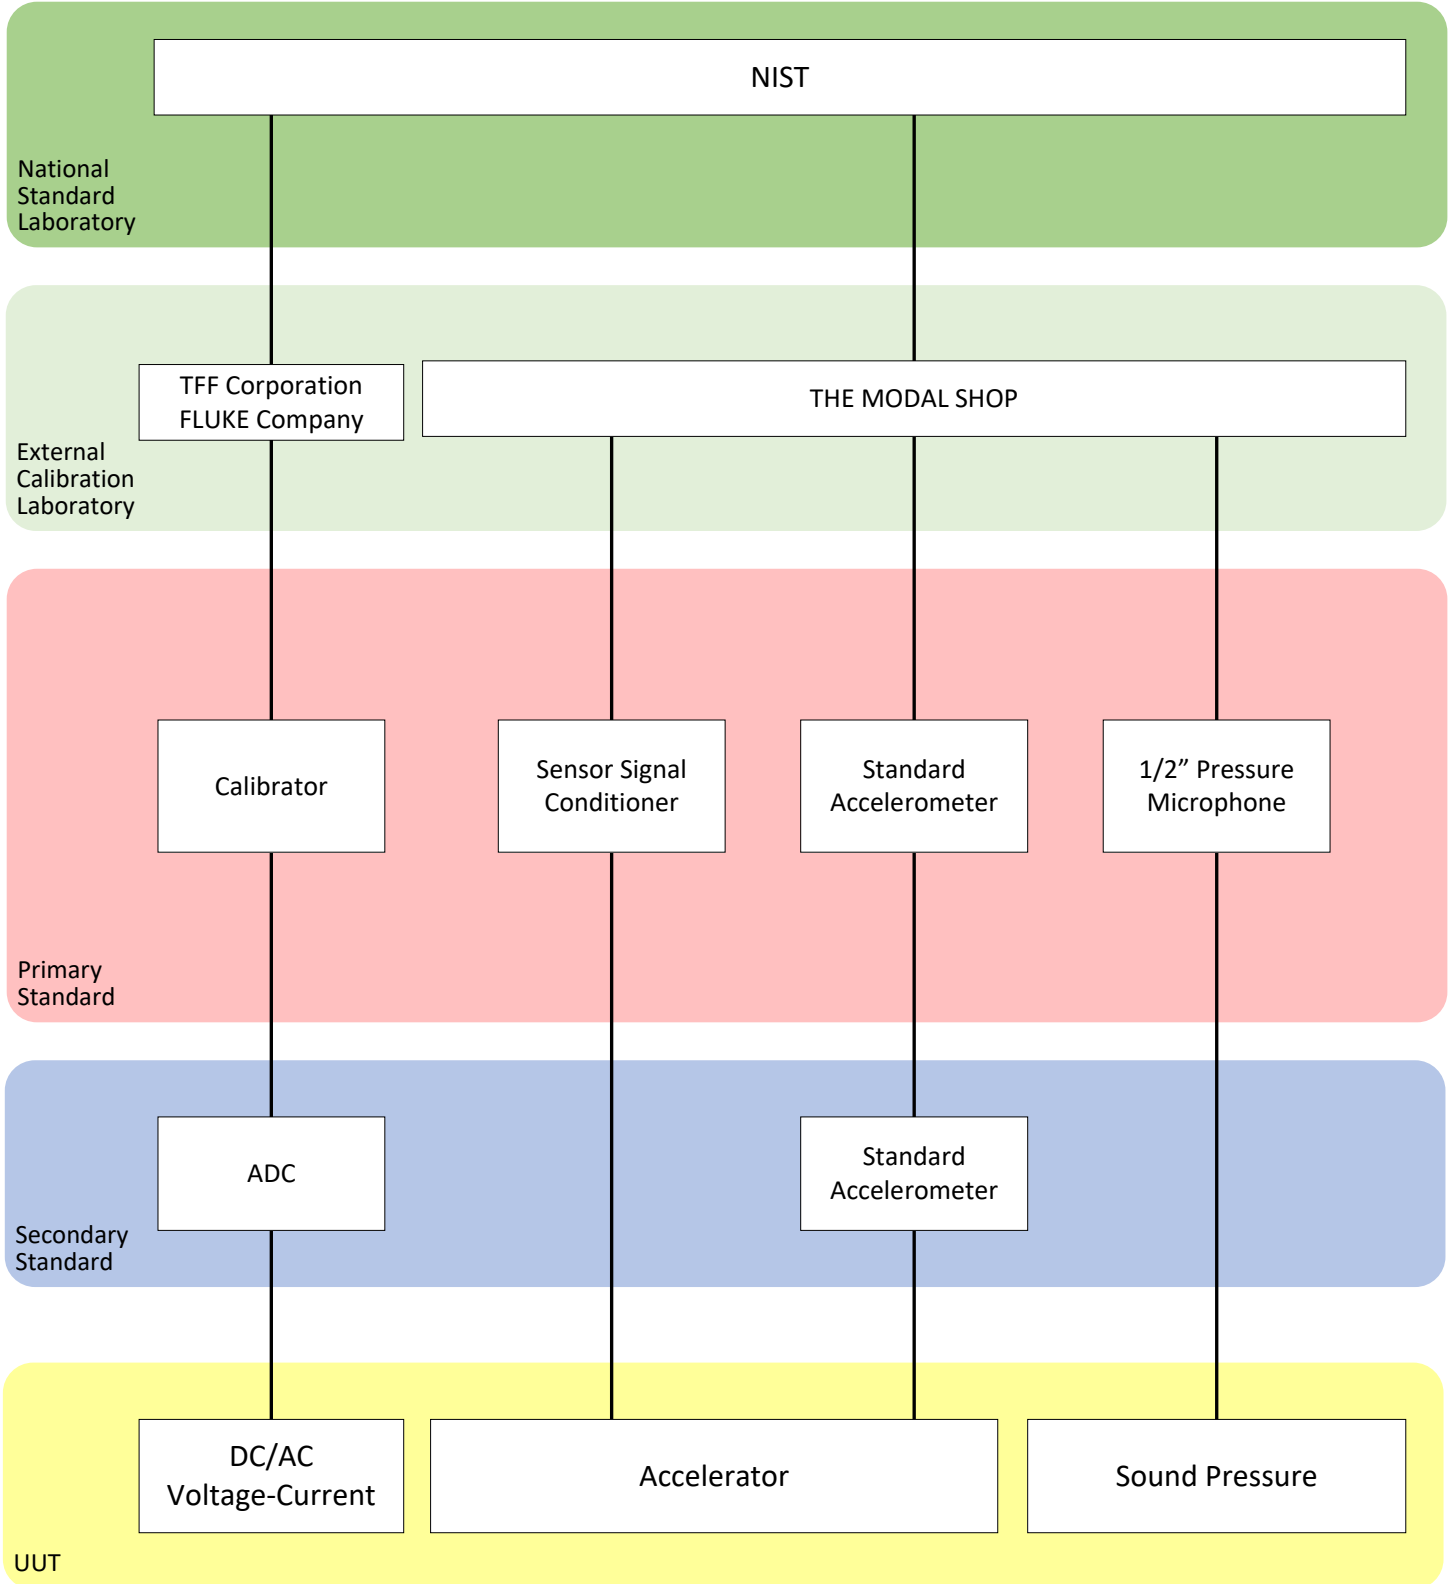 NIST
National
Standard
Laboratory
TFF Corporation
FLUKE Company
THE MODAL SHOP
External
Calibration
Laboratory
Calibrator
Sensor Signal
Conditioner
Standard
Accelerometer
1/2” Pressure
Microphone
Primary
Standard
ADC
Standard
Accelerometer
Secondary
Standard
DC/AC
Voltage-Current
Accelerator
Sound Pressure
UUT